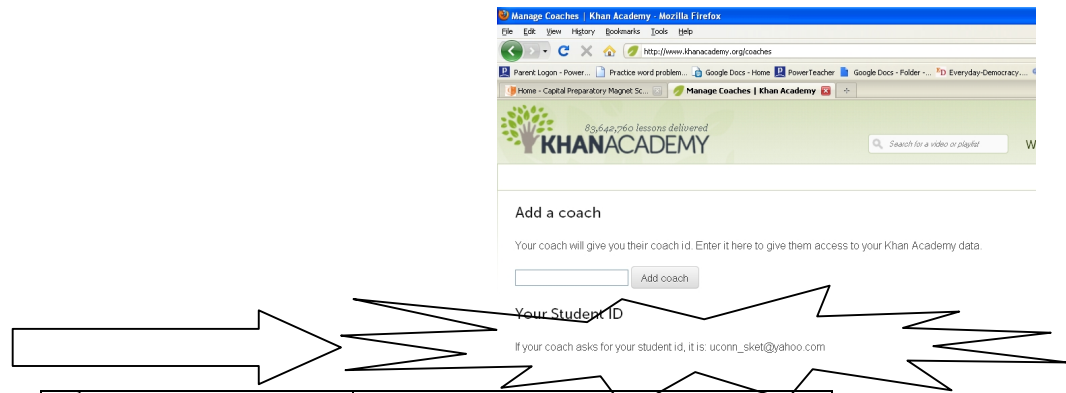 Manage Coaches | Khan Academy - Mozilla Firefox
File Edit View History Bookmarks Tools Help
http://www.khanacademy.org/coaches
Parent Logon - Power... Practice word problem... Google Docs - Home PowerTeacher Google Docs - Folder -... Everyday-Democracy....
Home - Capital Preparatory Magnet Sc... Manage Coaches | Khan Academy
83,642,760 lessons delivered
KHANACADEMY
Search for a video or playlist
W
Add a coach
Your coach will give you their coach id. Enter it here to give them access to your Khan Academy data.
Add coach
Your Student ID
If your coach asks for your student id, it is: uconn_sket@yahoo.com